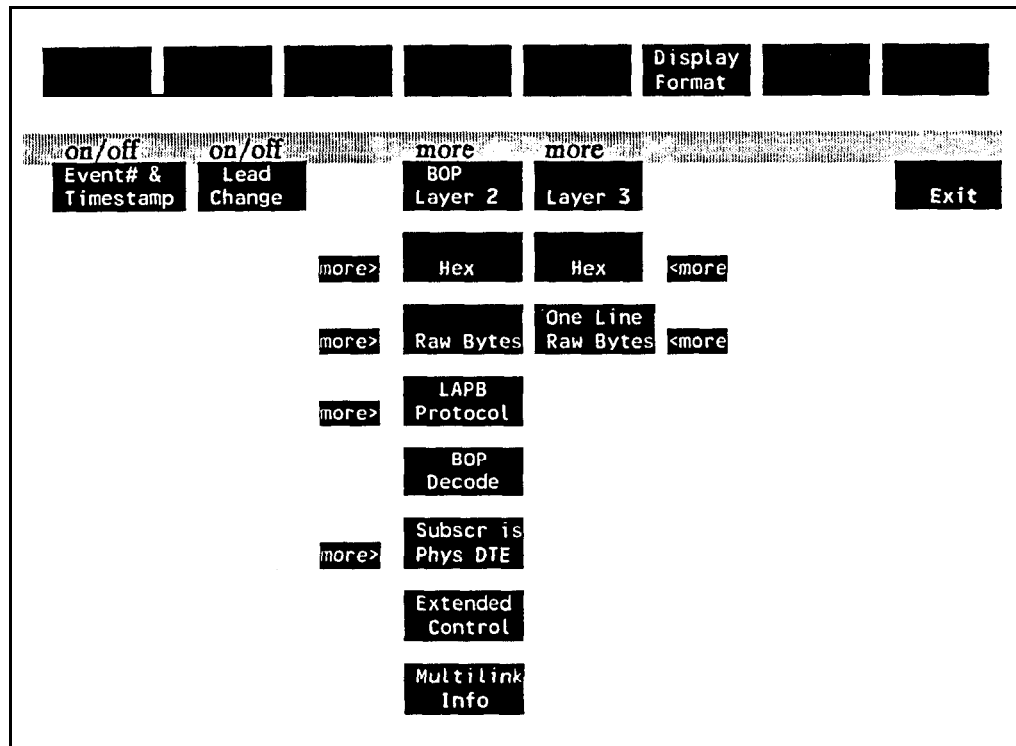 Display
Format
on/off on/off more more
Event# &
Timestamp
Lead
Change
BOP
Layer 2
Layer 3
Exit
more> Hex Hex <more
more> Raw Bytes
One Line
Raw Bytes
<more
more>
LAPB
Protocol
BOP
Decode
more>
Subscr is
Phys DTE
Extended
Control
Multilink
Info